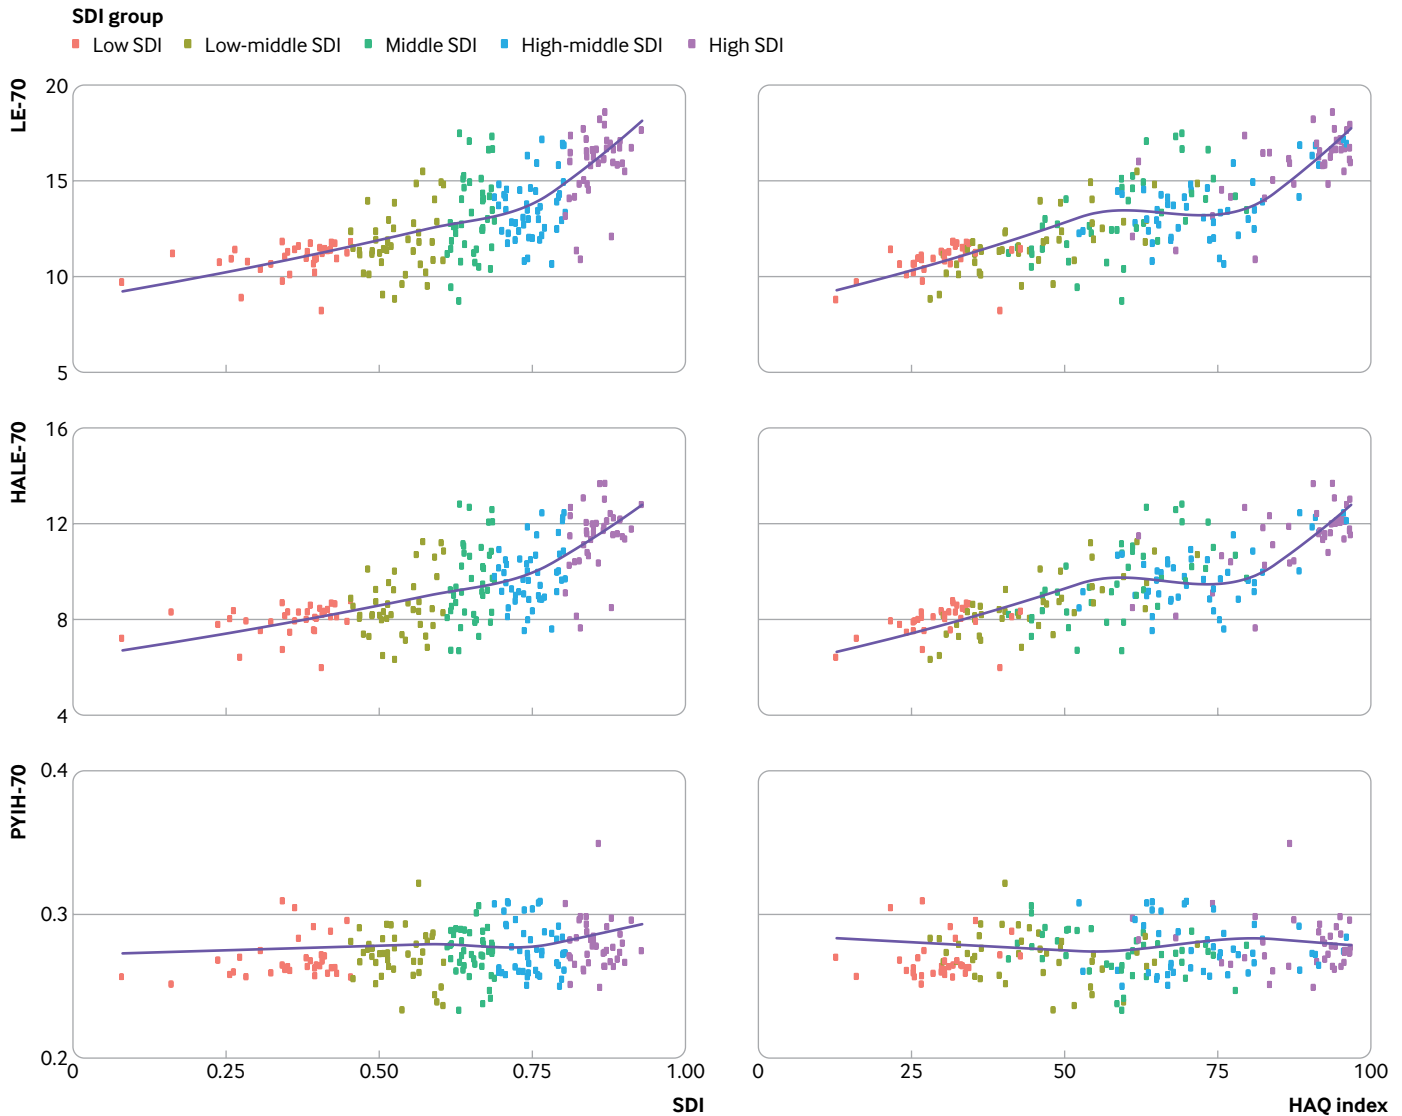 SDI group
Low SDI Low-middle SDI Middle SDI High-middle SDI High SDI
LE-70
20
15
10
5
HALE-70
16
12
8
4
PYIH-70
0.4
0.3
0.2
0 0.25 0.50 0.75 1.00
SDI
0 25 50 75 100
HAQ index